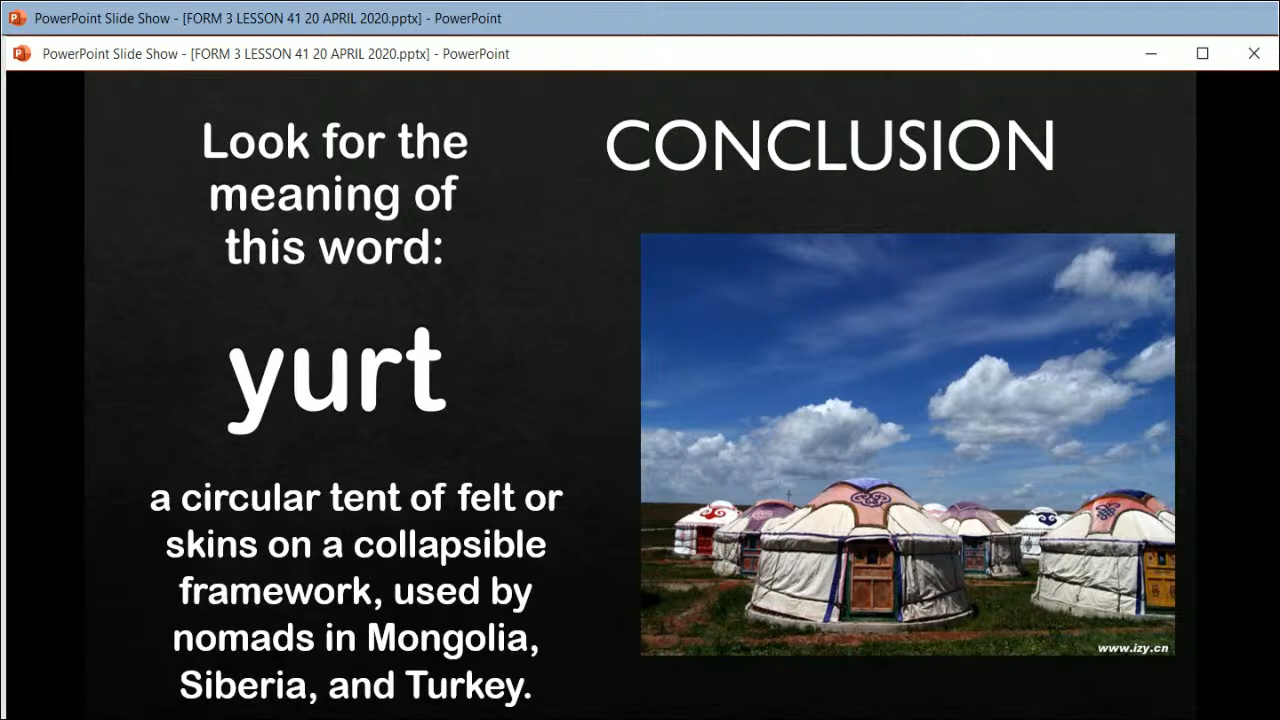 PowerPoint Slide Show - [FORM 3 LESSON 41 20 APRIL 2020.pptx] - PowerPoint
PowerPoint Slide Show - [FORM 3 LESSON 41 20 APRIL 2020.pptx] - PowerPoint
Look for the
meaning of
this word:
yurt
a circular tent of felt or
skins on a collapsible
framework, used by
nomads in Mongolia,
Siberia, and Turkey.
CONCLUSION
www.izy.cn